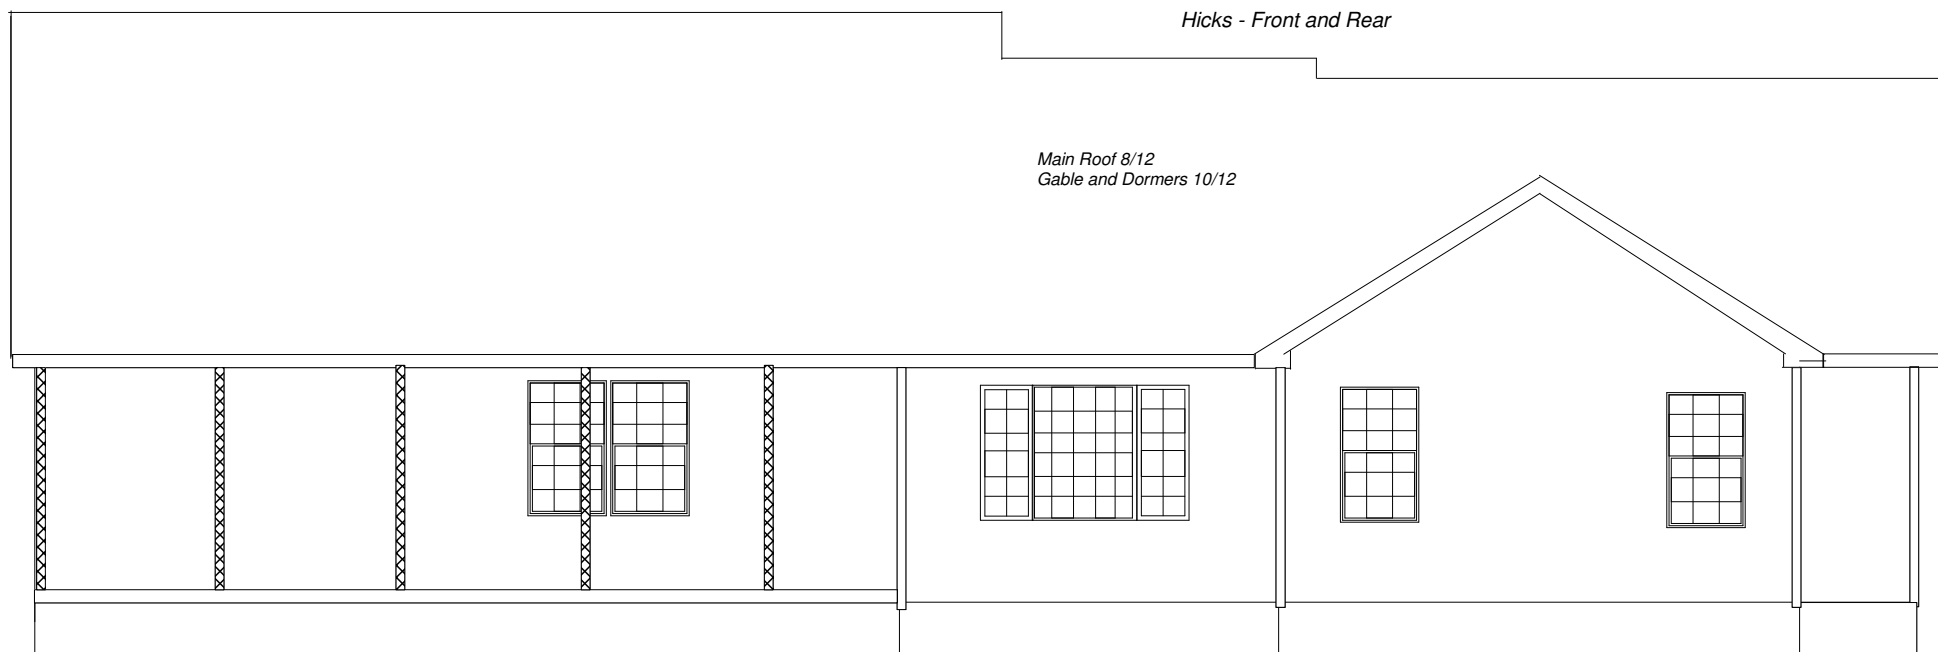 Hicks - Front and Rear
Main Roof 8/12
Gable and Dormers 10/12